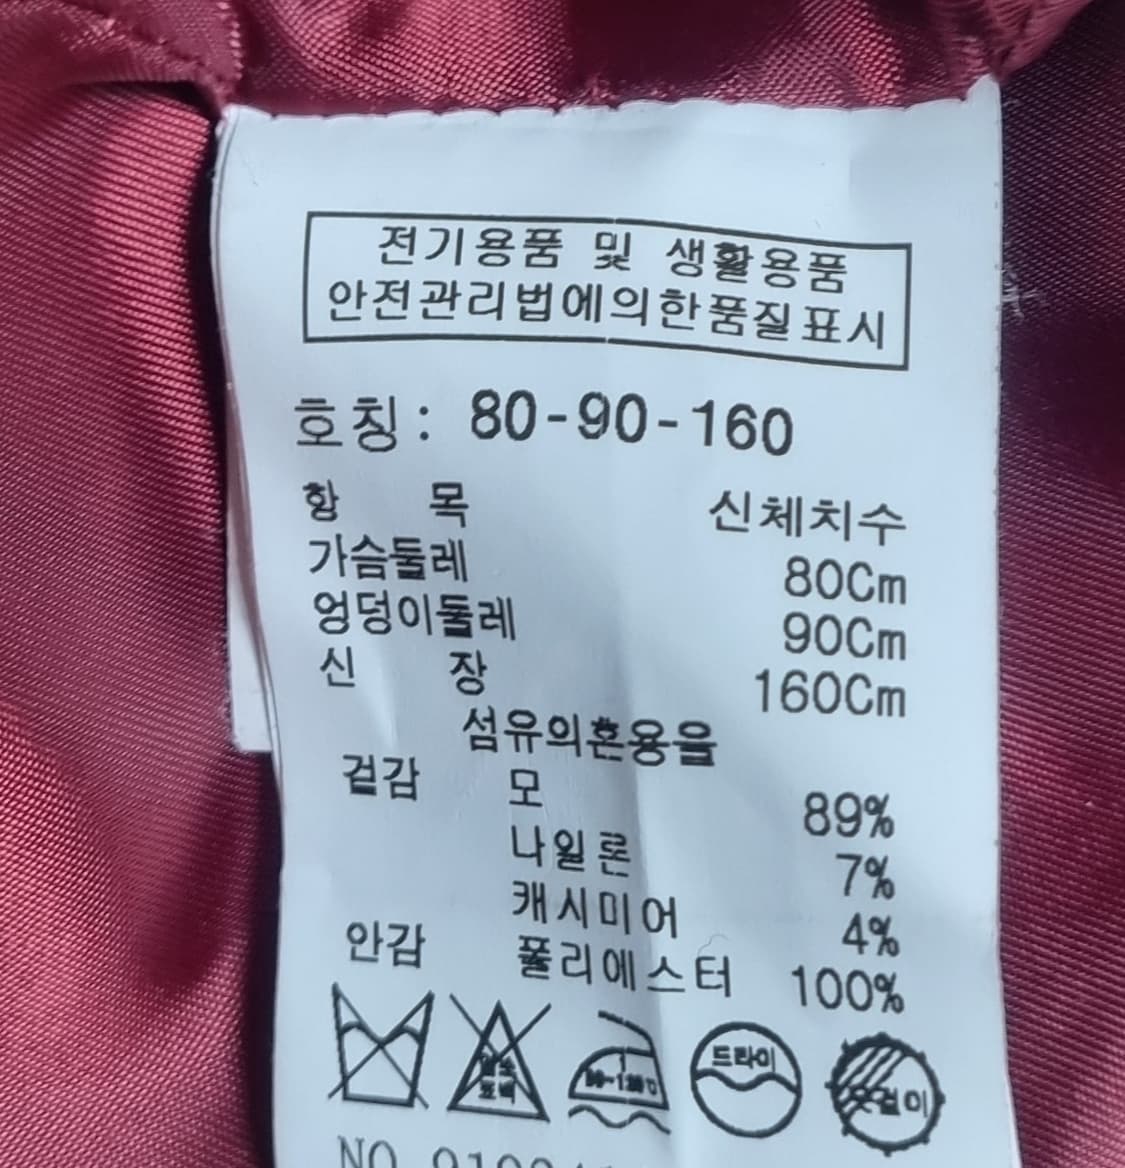 전기용품 및 생활용품
안전관리법에의한품질표시
호칭: 80-90-160
항 목 신체치수
가슴둘레 80Cm
엉덩이둘레 90Cm
신 장 160Cm
섬유의혼용율
겉감 모 89%
나일론 7%
캐시미어 4%
안감 폴리에스터 100%
드라이
옷걸이
NO